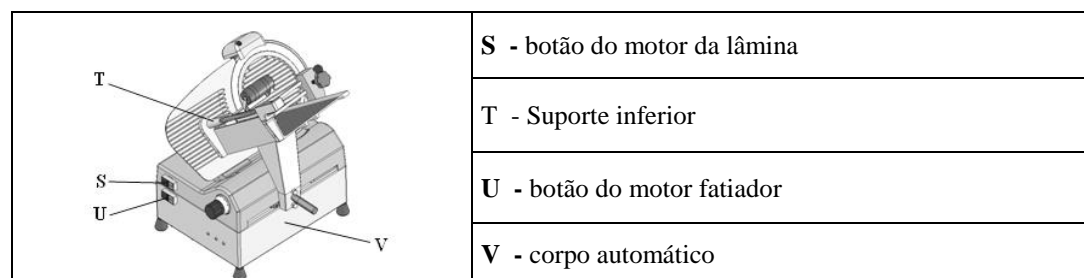 T
S
U
V
S - botão do motor da lâmina
T - Suporte inferior
U - botão do motor fatiador
V - corpo automático